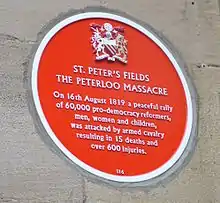 ST. PETER'S FIELDS
THE PETERLOO MASSACRE
On 16th August 1819 a peaceful rally
of 60,000 pro-democracy reformers,
men, women and children,
was attacked by armed cavalry
resulting in 15 deaths and
over 600 injuries.